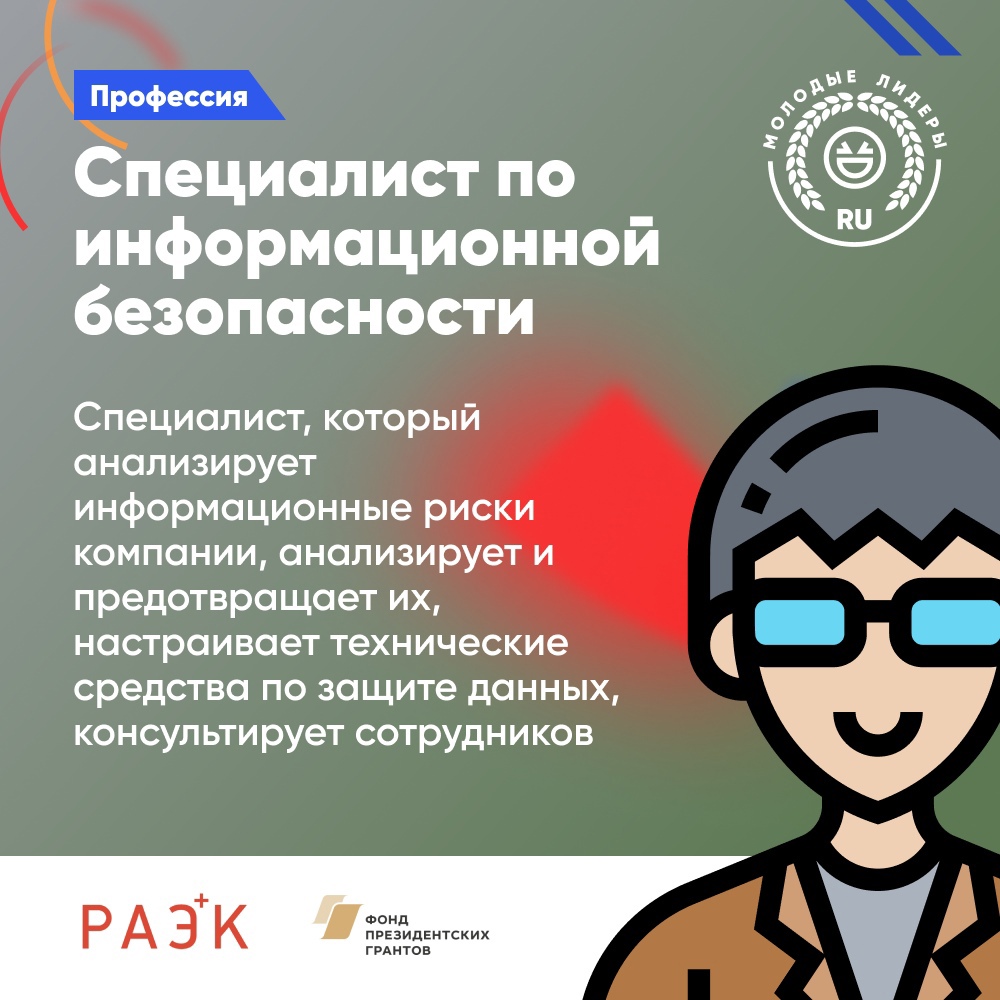 Профессия
МОЛОДЫЕ ЛИДЕРЫ
RU
Специалист по
информационной
безопасности
Специалист, который
анализирует
информационные риски
компании, анализирует и
предотвращает их,
настраивает технические
средства по защите данных,
консультирует сотрудников
РАЭК+
ФОНД
ПРЕЗИДЕНТСКИХ
ГРАНТОВ